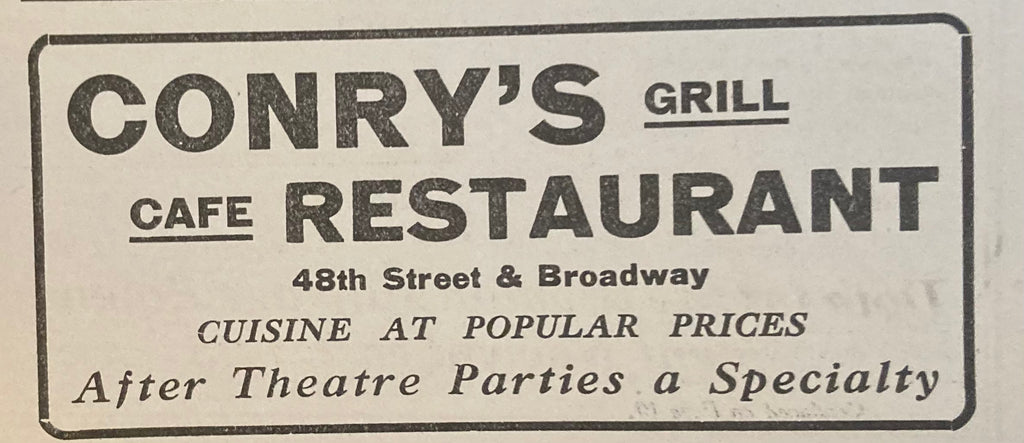 CONRY'S GRILL
CAFE RESTAURANT
48th Street & Broadway
CUISINE AT POPULAR PRICES
After Theatre Parties a Specialty